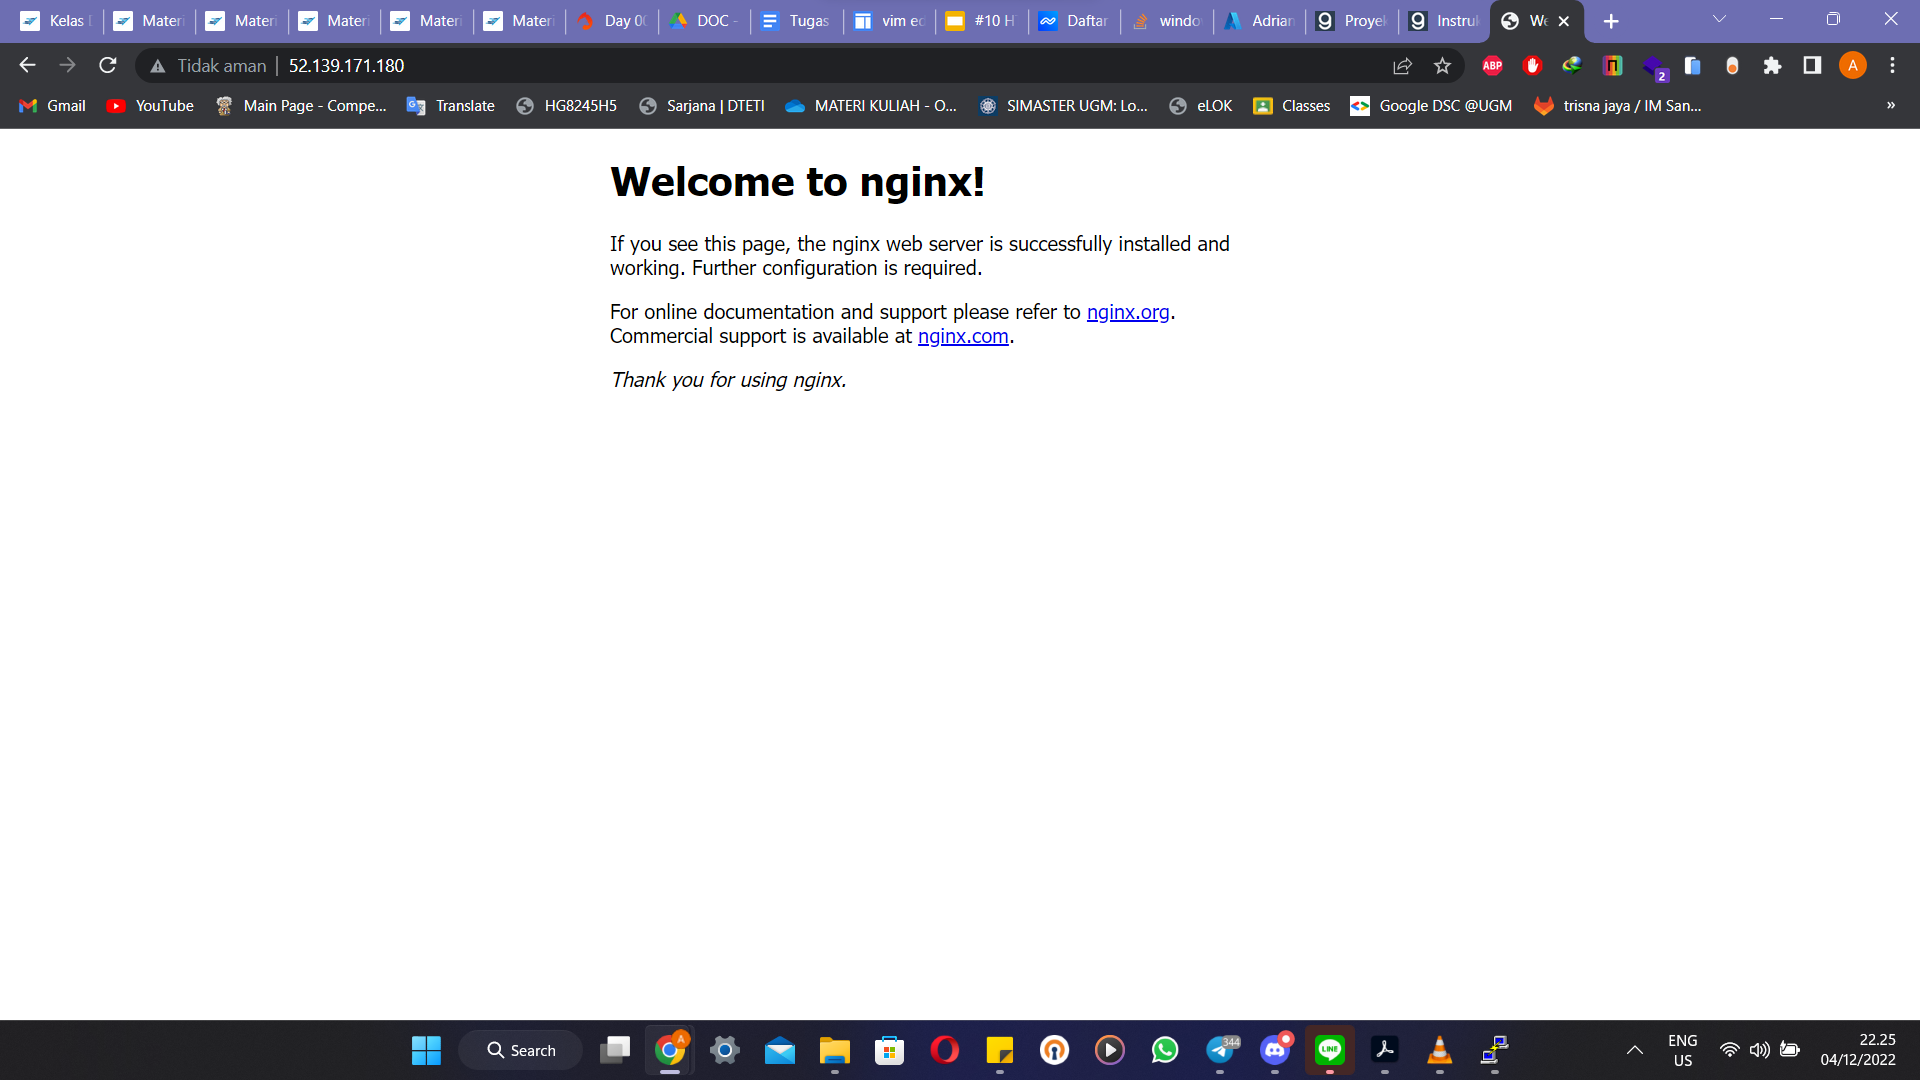 Kelas
Materi
Materi
Materi
Materi
Materi
Day 00
DOC -
Tugas
vim ed
#10 H
Daftar
windo
Adrian
Proyek
Instruk
We
Tidak aman
52.139.171.180
ABP
2
A
Gmail
YouTube
Main Page - Compe...
Translate
HG8245H5
Sarjana | DTETI
MATERI KULIAH - O...
SIMASTER UGM: Lo...
eLOK
Classes
Google DSC @UGM
trisna jaya / IM San...
»
Welcome to nginx!
If you see this page, the nginx web server is successfully installed and
working. Further configuration is required.
For online documentation and support please refer to nginx.org.
Commercial support is available at nginx.com.
Thank you for using nginx.
Search
A
344
LINE
ENG
US
22.25
04/12/2022